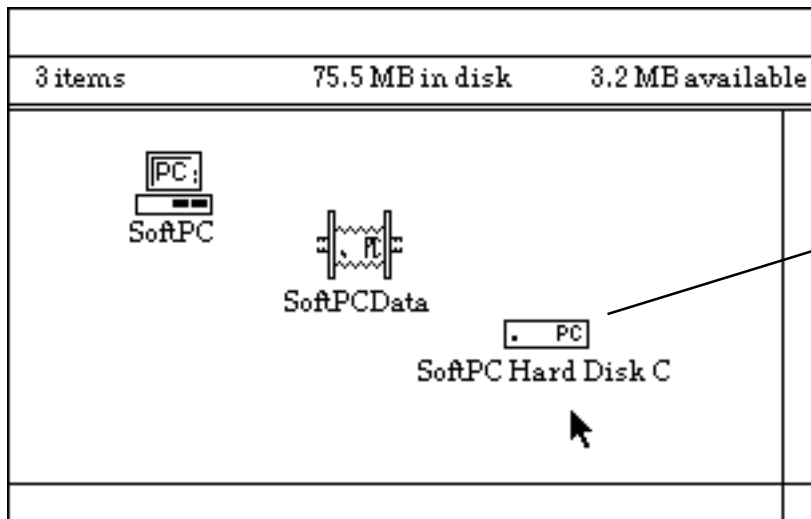 3 items 75.5 MB in disk 3.2 MB available
PC
SoftPC
PC
SoftPCData
PC
SoftPC Hard Disk C